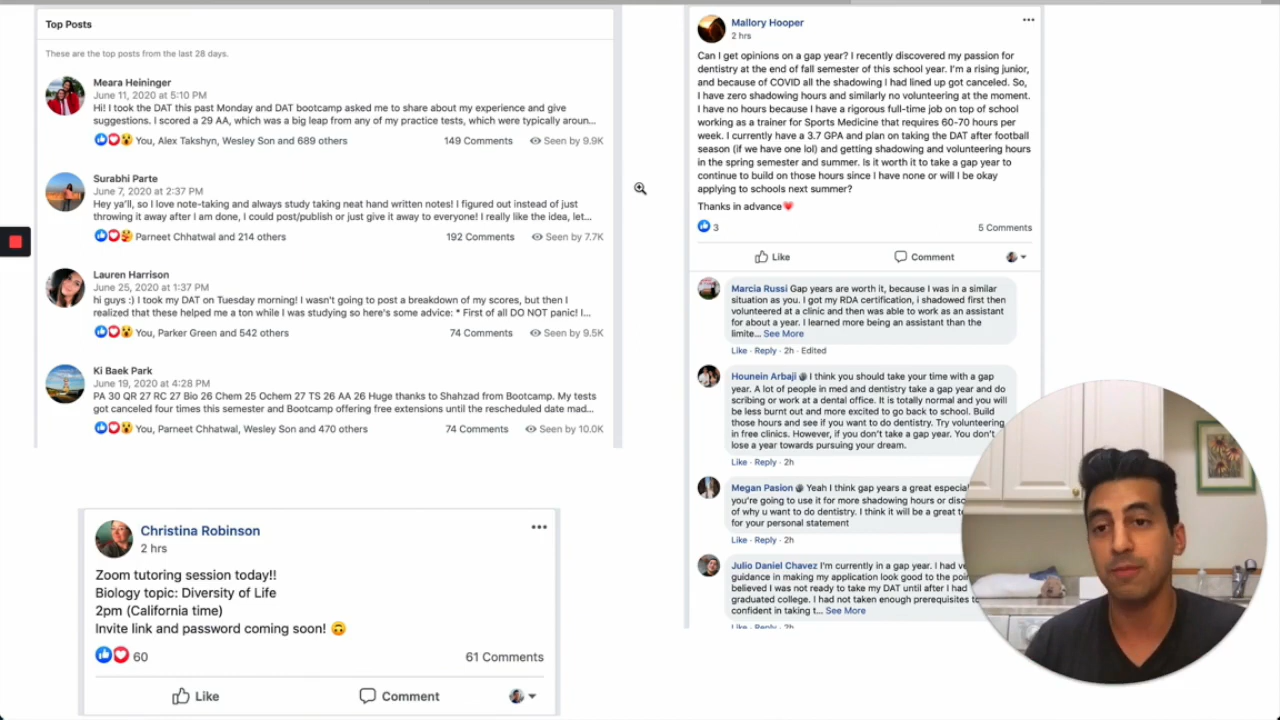 Top Posts
These are the top posts from the last 28 days.
Meara Heininger
June 11, 2020 at 5:10 PM
Hi! I took the DAT this past Monday and DAT bootcamp asked me to share about my experience and give
suggestions. I scored a 29 AA, which was a big leap from any of my practice tests, which were typically aroun...
You, Alex Takshyn, Wesley Son and 689 others
149 Comments
Seen by 9.9K
Surabhi Parte
June 7, 2020 at 2:37 PM
Hey ya'll, so I love note-taking and always study taking neat hand written notes! I figured out instead of just
throwing it away after I am done, I could post/publish or just give it away to everyone! I really like the idea, let...
Parneet Chhatwal and 214 others
192 Comments
Seen by 7.7K
Lauren Harrison
June 25, 2020 at 1:37 PM
hi guys :) I took my DAT on Tuesday morning! I wasn't going to post a breakdown of my scores, but then I
realized that these helped me a ton while I was studying so here's some advice: * First of all DO NOT panic! I...
You, Parker Green and 542 others
74 Comments
Seen by 9.5K
Ki Baek Park
June 19, 2020 at 4:28 PM
PA 30 QR 27 RC 27 Bio 26 Chem 25 Ochem 27 TS 26 AA 26 Huge thanks to Shahzad from Bootcamp. My tests
got canceled four times this semester and Bootcamp offering free extensions until the rescheduled date mad...
You, Parneet Chhatwal, Wesley Son and 470 others
74 Comments
Seen by 10.0K
Christina Robinson
2 hrs
Zoom tutoring session today!!
Biology topic: Diversity of Life
2pm (California time)
Invite link and password coming soon! 🙃
60
61 Comments
Like
Comment
Mallory Hooper
2 hrs
Can I get opinions on a gap year? I recently discovered my passion for
dentistry at the end of fall semester of this school year. I'm a rising junior,
and because of COVID all the shadowing I had lined up got canceled. So,
I have zero shadowing hours and similarly no volunteering at the moment.
I have no hours because I have a rigorous full-time job on top of school
working as a trainer for Sports Medicine that requires 60-70 hours per
week. I currently have a 3.7 GPA and plan on taking the DAT after football
season (if we have one lol) and getting shadowing and volunteering hours
in the spring semester and summer. Is it worth it to take a gap year to
continue to build on those hours since I have none or will I be okay
applying to schools next summer?
Thanks in advance💗
3
5 Comments
Like
Comment
Marcia Russi Gap years are worth it, because I was in a similar
situation as you. I got my RDA certification, i shadowed first then
volunteered at a clinic and then was able to work as an assistant
for about a year. I learned more being an assistant than the
limite... See More
Like · Reply · 2h · Edited
Hounein Arbaji I think you should take your time with a gap
year. A lot of people in med and dentistry take a gap year and do
scribing or work at a dental office. It is totally normal and you will
be less burnt out and more excited to go back to school. Build
those hours and see if you want to do dentistry. Try volunteering
in free clinics. However, if you don't take a gap year. You don't
lose a year towards pursuing your dream.
Like · Reply · 2h
Megan Pasion Yeah I think gap years a great especial
you're going to use it for more shadowing hours or disc
of why u want to do dentistry. I think it will be a great t
for your personal statement
Like · Reply · 2h
Julio Daniel Chavez I'm currently in a gap year. I had v
guidance in making my application look good to the poi
believed I was not ready to take my DAT until after I had
graduated college. I had not taken enough prerequisites t
confident in taking t... See More
Like · Reply · 2h